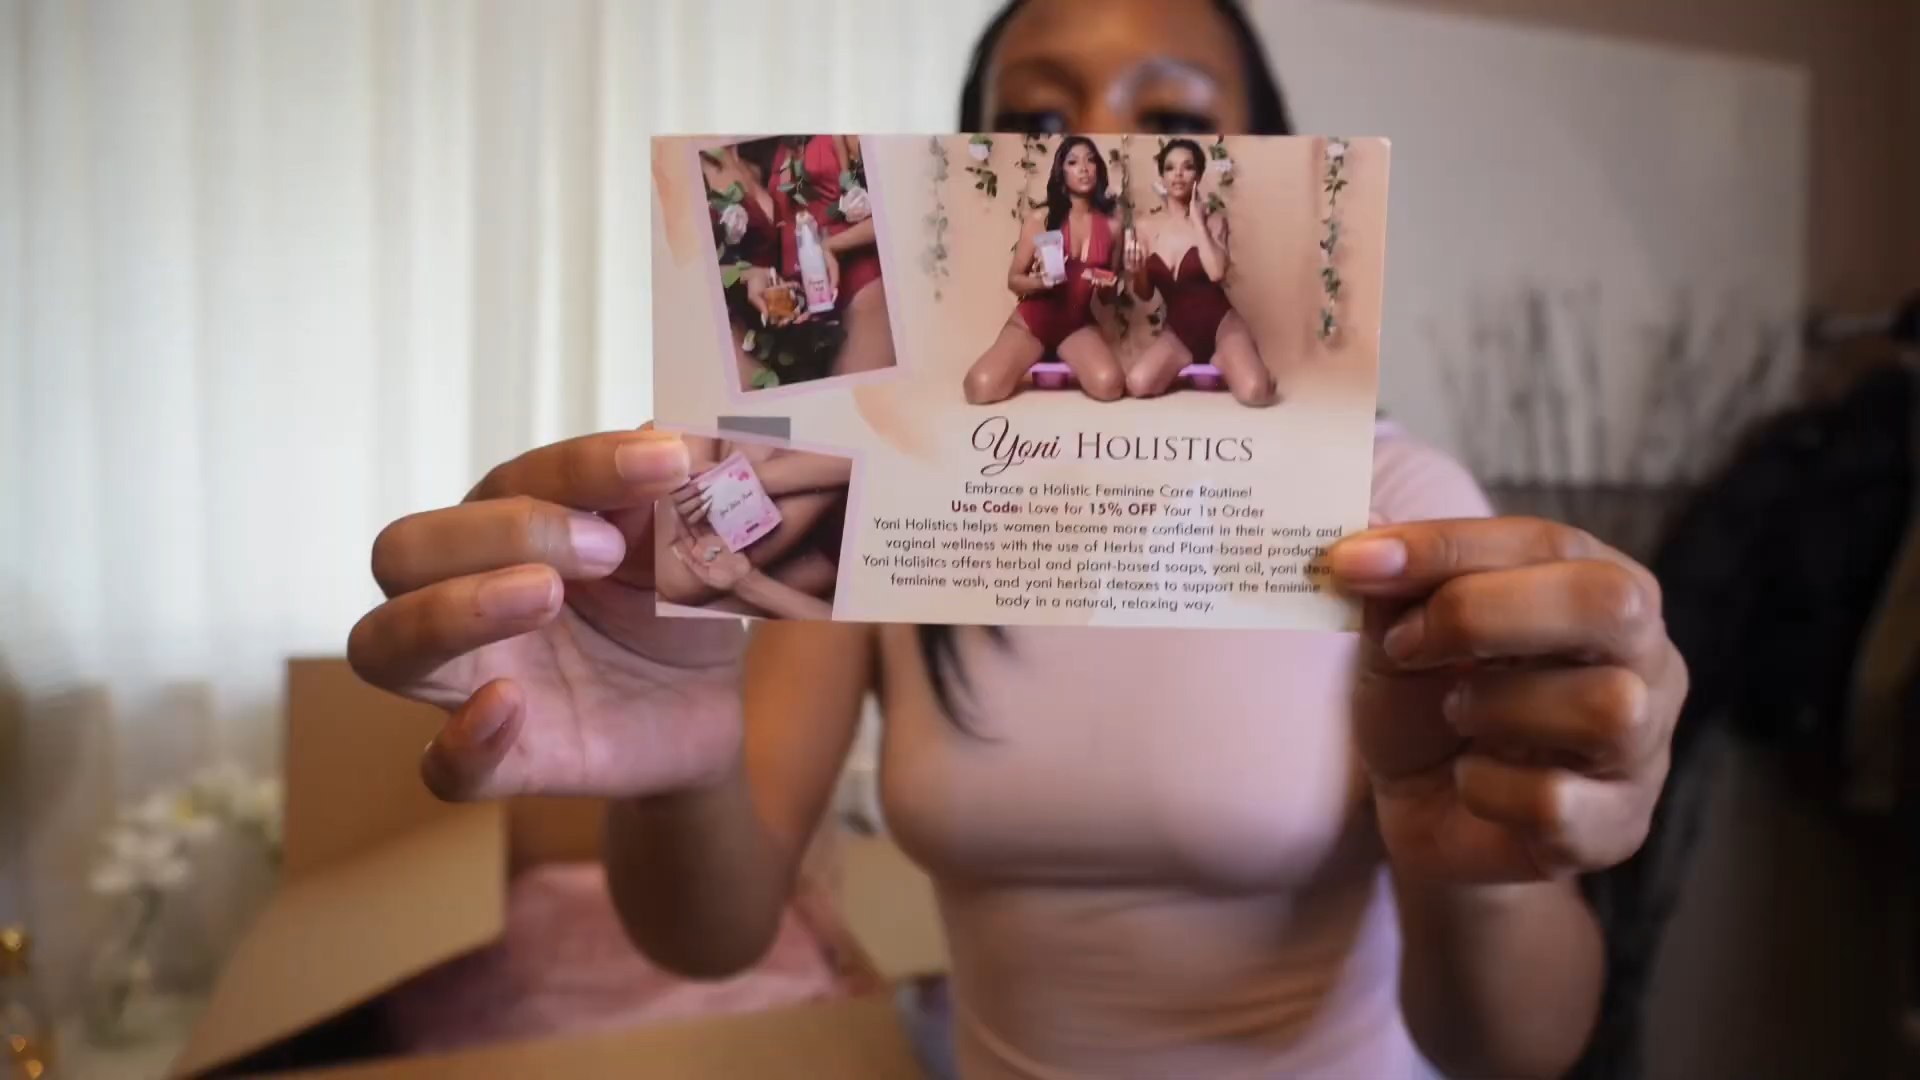 Yoni HOLISTICS
Embrace a Holistic Feminine Care Routine!
Use Code: Love for 15% OFF Your 1st Order
Yoni Holistics helps women become more confident in their womb and
vaginal wellness with the use of Herbs and Plant-based products.
Yoni Holisitcs offers herbal and plant-based soaps, yoni oil, yoni
feminine wash, and yoni herbal detoxes to support the feminine
body in a natural, relaxing way.